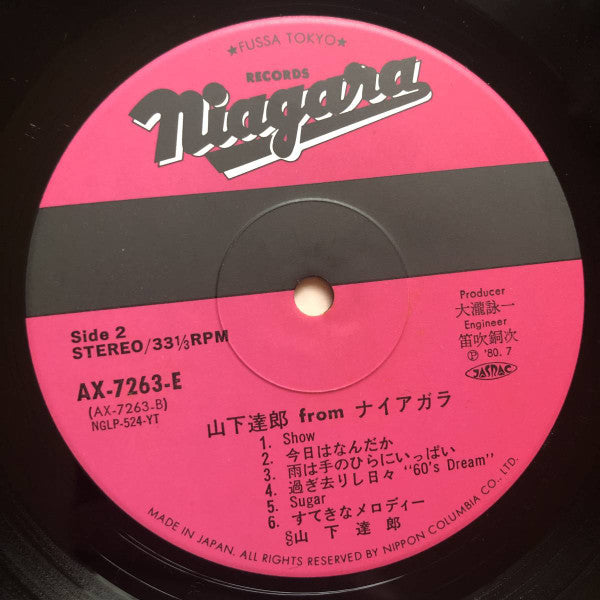 ★FUSSA TOKYO★
RECORDS
Niagara
Side 2
STEREO/33⅓RPM
AX-7263-E
(AX-7263-B)
NGLP-524-YT
Producer
大瀧詠一
Engineer
笛吹銅次
Ⓟ '80. 7
JASRAC
山下達郎 from ナイアガラ
1. Show
2. 今日はなんだか
3. 雨は手のひらにいっぱい
4. 過ぎ去りし日々 "60's Dream"
5. Sugar
6. すてきなメロディー
§山下達郎
MADE IN JAPAN. ALL RIGHTS RESERVED BY NIPPON COLUMBIA CO., LTD.